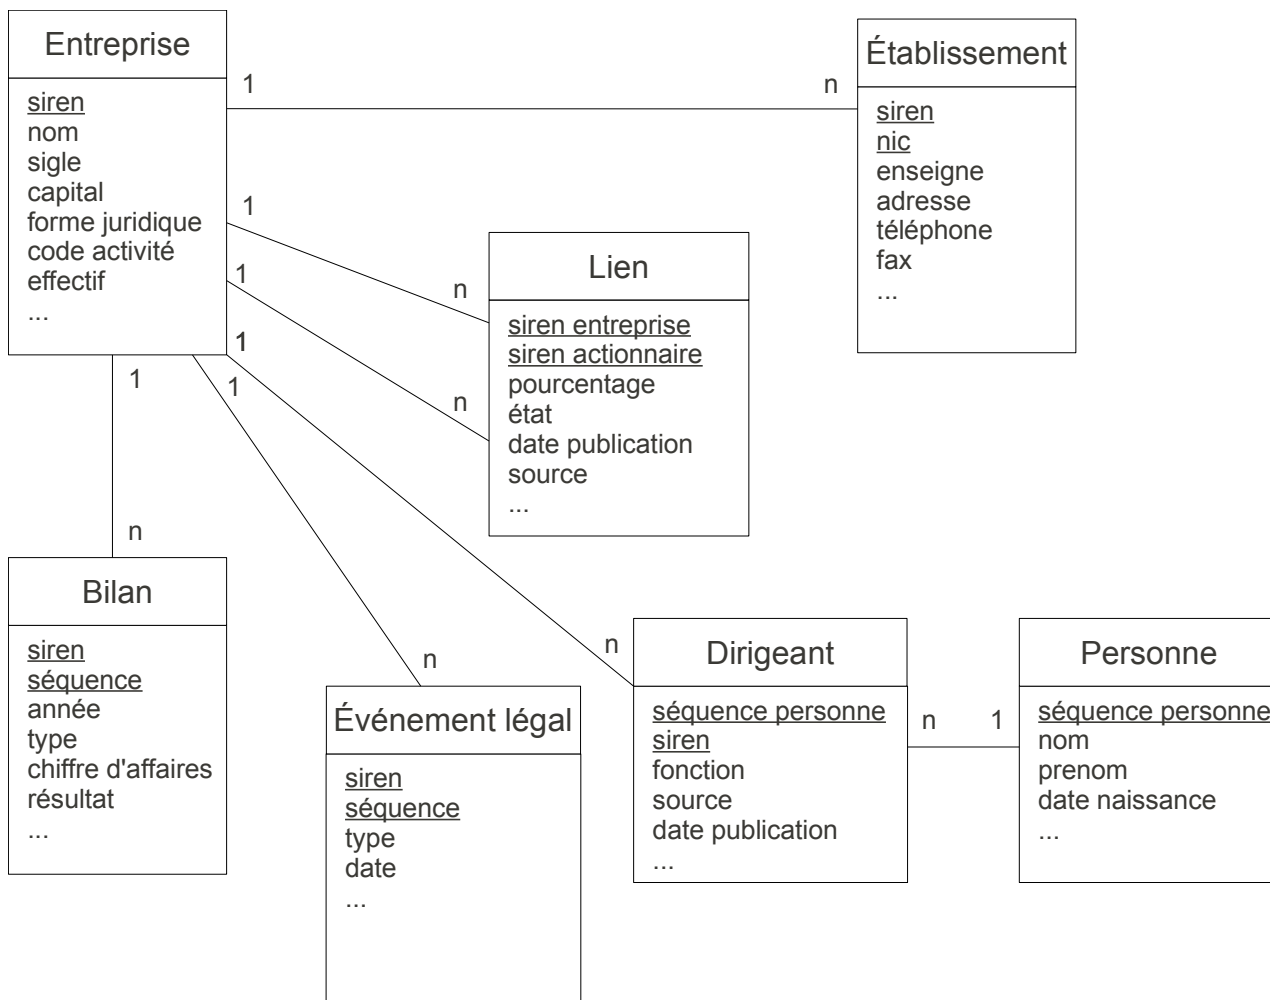 Entreprise
siren
nom
sigle
capital
forme juridique
code activité
effectif
...
1
n
Établissement
siren
nic
enseigne
adresse
téléphone
fax
...
1
n
1
n
Lien
siren entreprise
siren actionnaire
pourcentage
état
date publication
source
...
1
n
Bilan
siren
séquence
année
type
chiffre d'affaires
résultat
...
1
n
Événement légal
siren
séquence
type
date
...
1
n
Dirigeant
séquence personne
siren
fonction
source
date publication
...
n
1
Personne
séquence personne
nom
prenom
date naissance
...